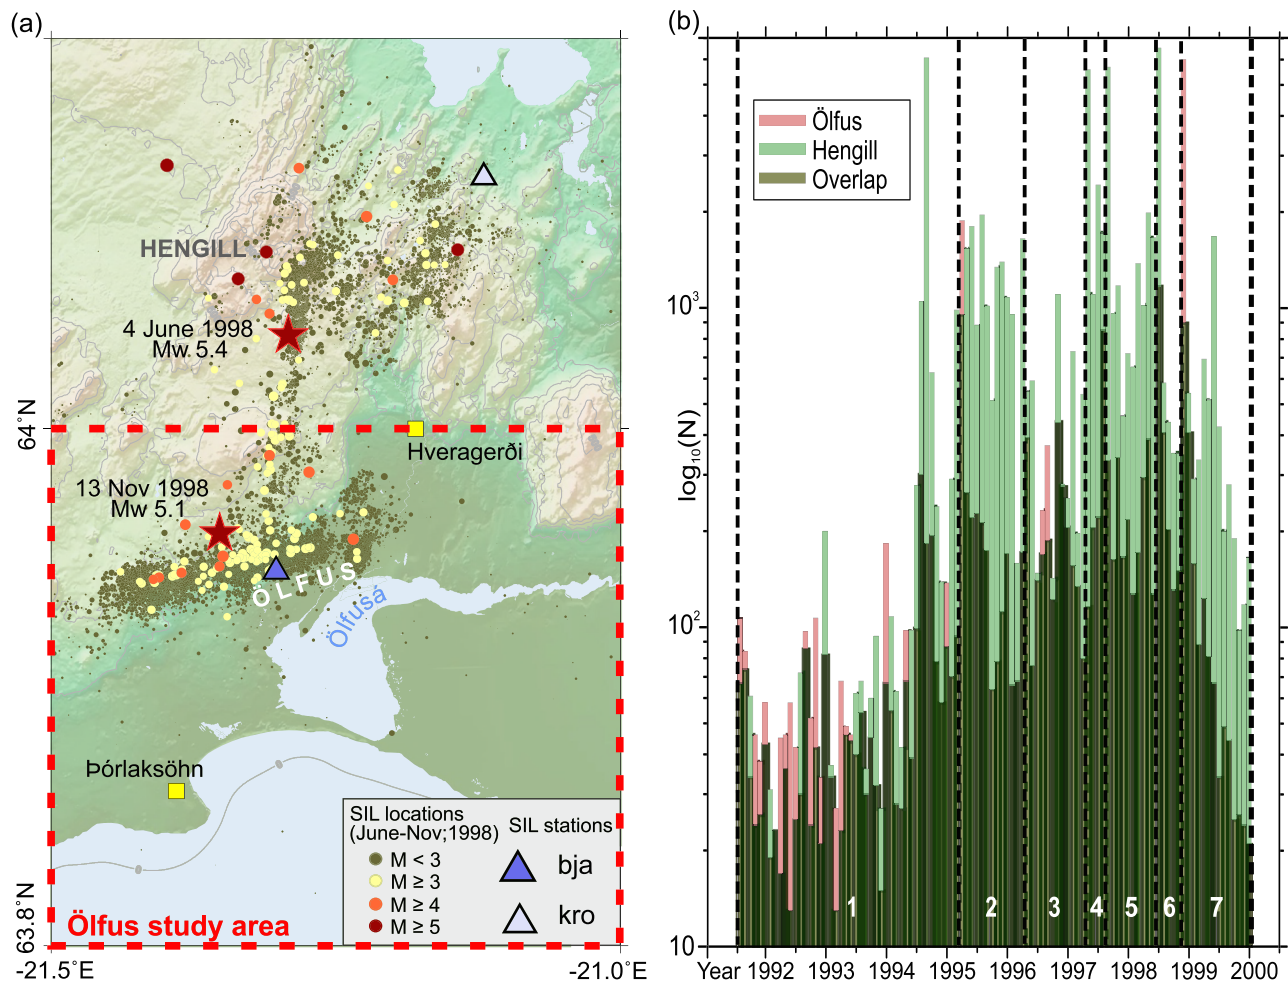 (a)
HENGILL
4 June 1998
Mw 5.4
64°N
Hveragerði
13 Nov 1998
Mw 5.1
ÖLFUS
Ölfusá
Þórlaksöhn
SIL locations
(June-Nov;1998)
M < 3
M ≥ 3
M ≥ 4
M ≥ 5
SIL stations
bja
kro
Ölfus study area
63.8°N
-21.5°E
-21.0°E
(b)
Ölfus
Hengill
Overlap
log₁₀(N)
10³
10²
10
1 2 3 4 5 6 7
Year 1992 1993 1994 1995 1996 1997 1998 1999 2000